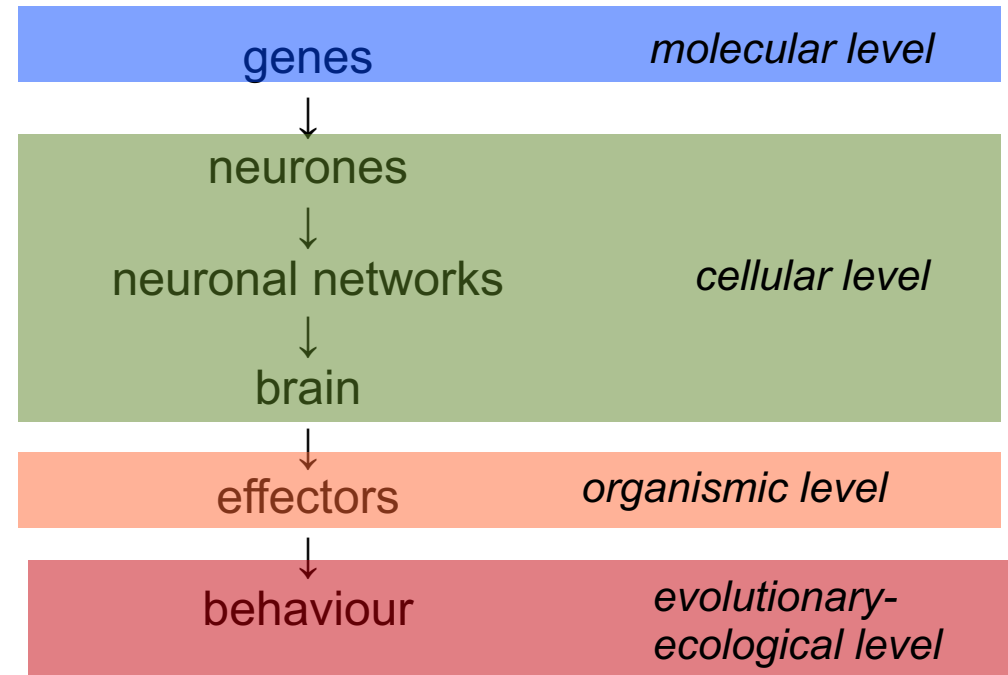 genes molecular level
↓
neurones
↓
neuronal networks cellular level
↓
brain
↓
effectors organismic level
↓
behaviour evolutionary-
ecological level